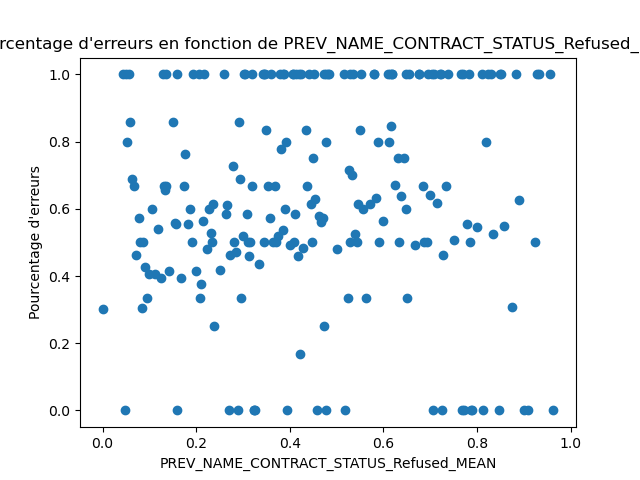 rcentage d'erreurs en fonction de PREV_NAME_CONTRACT_STATUS_Refused_
1.0
0.8
0.6
0.4
0.2
0.0
Pourcentage d'erreurs
0.0 0.2 0.4 0.6 0.8 1.0
PREV_NAME_CONTRACT_STATUS_Refused_MEAN